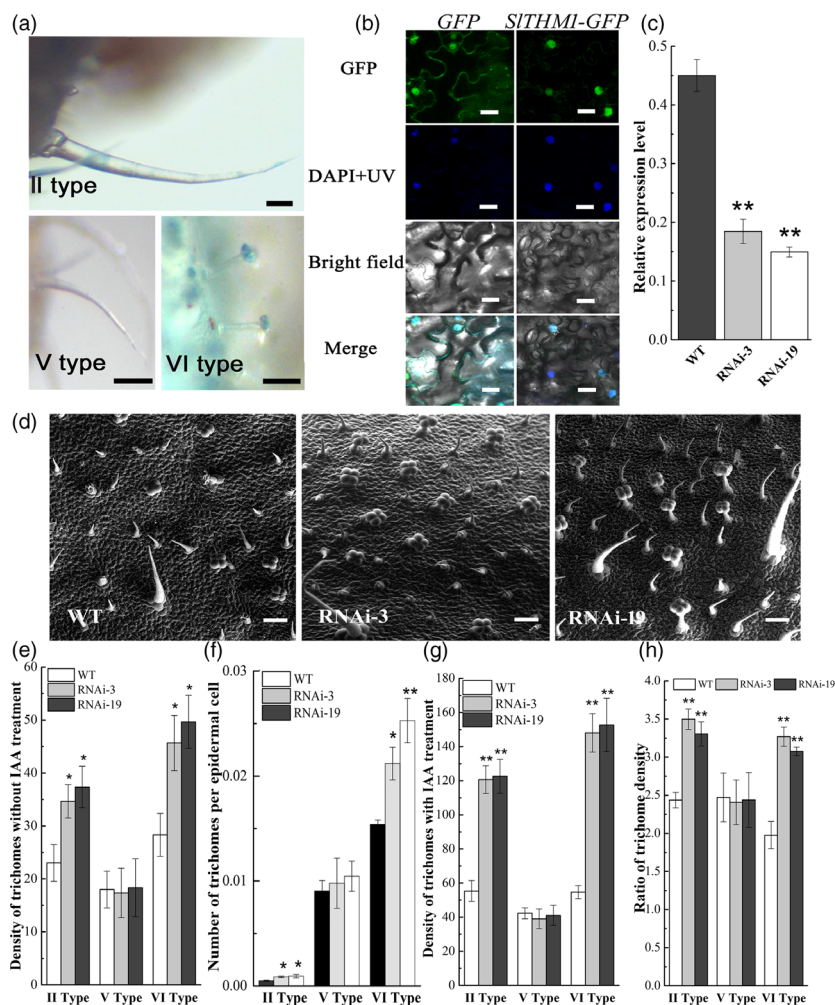 (a)
II type
V type
VI type
(b)
GFP
SlTHM1-GFP
GFP
DAPI+UV
Bright field
Merge
(c)
Relative expression level
0.45
0.3
0.2
0.1
0.0
**
**
WT
RNAi-3
RNAi-19
(d)
WT
RNAi-3
RNAi-19
(e)
Density of trichomes without IAA treatment
60
50
40
30
20
10
0
WT
RNAi-3
RNAi-19
* * * *
II Type V Type VI Type
(f)
Number of trichomes per epidermal cell
0.03
0.02
0.01
0.00
WT
RNAi-3
RNAi-19
* * * **
II Type V Type VI Type
(g)
Density of trichomes with IAA treatment
180
160
140
120
100
80
60
40
20
0
WT
RNAi-3
RNAi-19
** ** ** **
II Type V Type VI Type
(h)
Ratio of trichome density
4.0
3.5
3.0
2.5
2.0
1.5
1.0
0.5
0.0
WT RNAi-3 RNAi-19
** ** ** **
II Type V Type VI Type